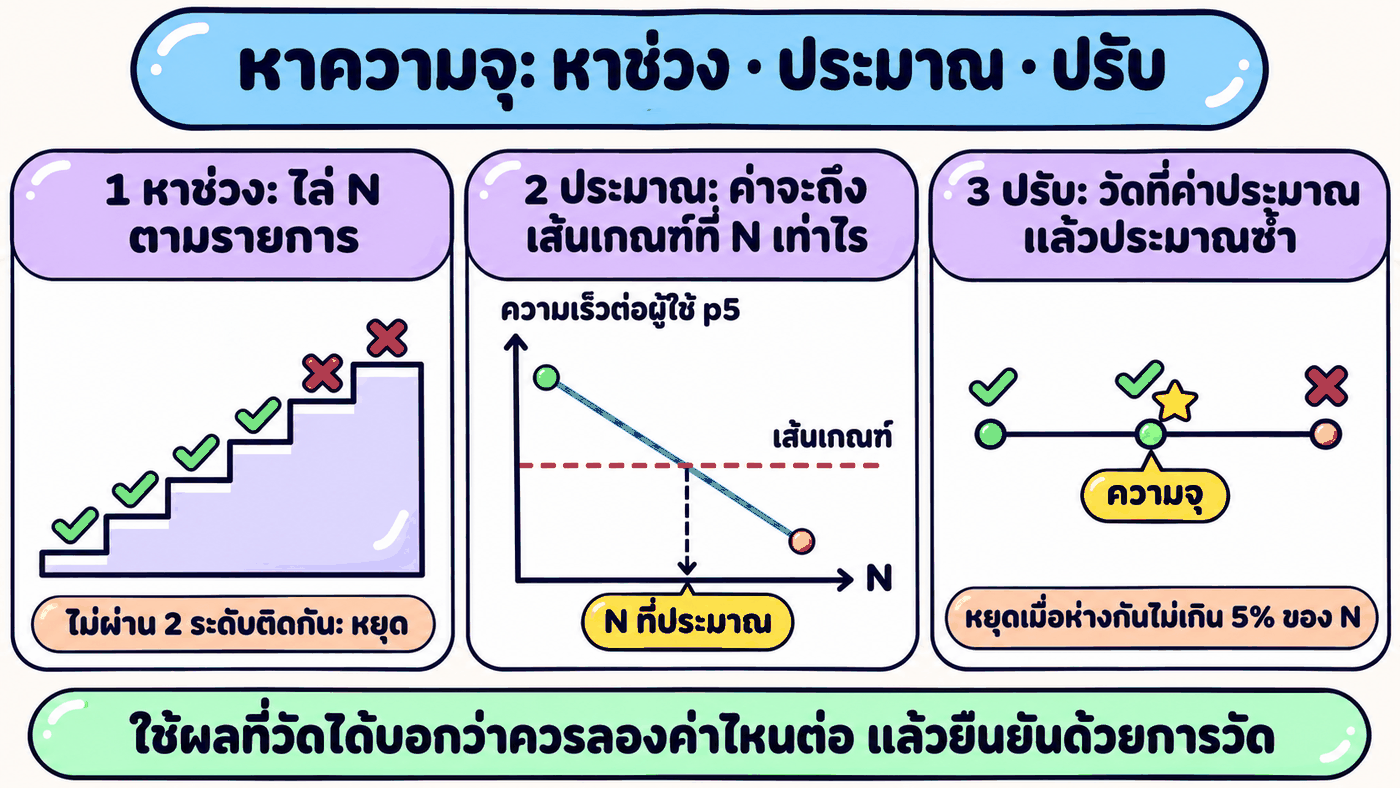 หาความจุ: หาช่วง · ประมาณ · ปรับ
1 หาช่วง: ไล่ N
ตามรายการ
ไม่ผ่าน 2 ระดับติดกัน: หยุด
2 ประมาณ: ค่าจะถึง
เส้นเกณฑ์ที่ N เท่าไร
ความเร็วต่อผู้ใช้ p5
เส้นเกณฑ์
N
N ที่ประมาณ
3 ปรับ: วัดที่ค่าประมาณ
แล้วประมาณซ้ำ
ความจุ
หยุดเมื่อห่างกันไม่เกิน 5% ของ N
ใช้ผลที่วัดได้บอกว่าควรลองค่าไหนต่อ แล้วยืนยันด้วยการวัด